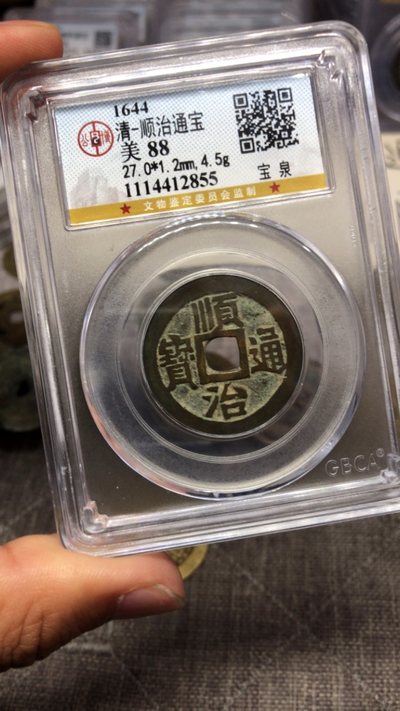 1644
清-顺治通宝
美 88
27.0*1.2mm,4.5g
宝泉
1114412855
★ 文物鉴定委员会监制 ★
順
寶 通
治
GBCA®